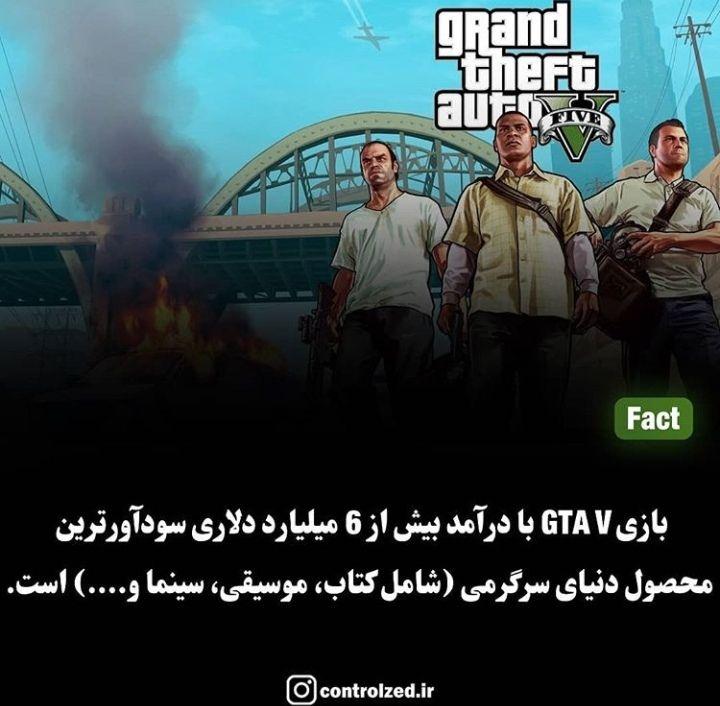 grand
theft
auto
FIVE
Fact
بازی GTA V با درآمد بیش از 6 میلیارد دلاری سودآورترین
محصول دنیای سرگرمی (شامل کتاب، موسیقی، سینما و....) است.
controlzed.ir